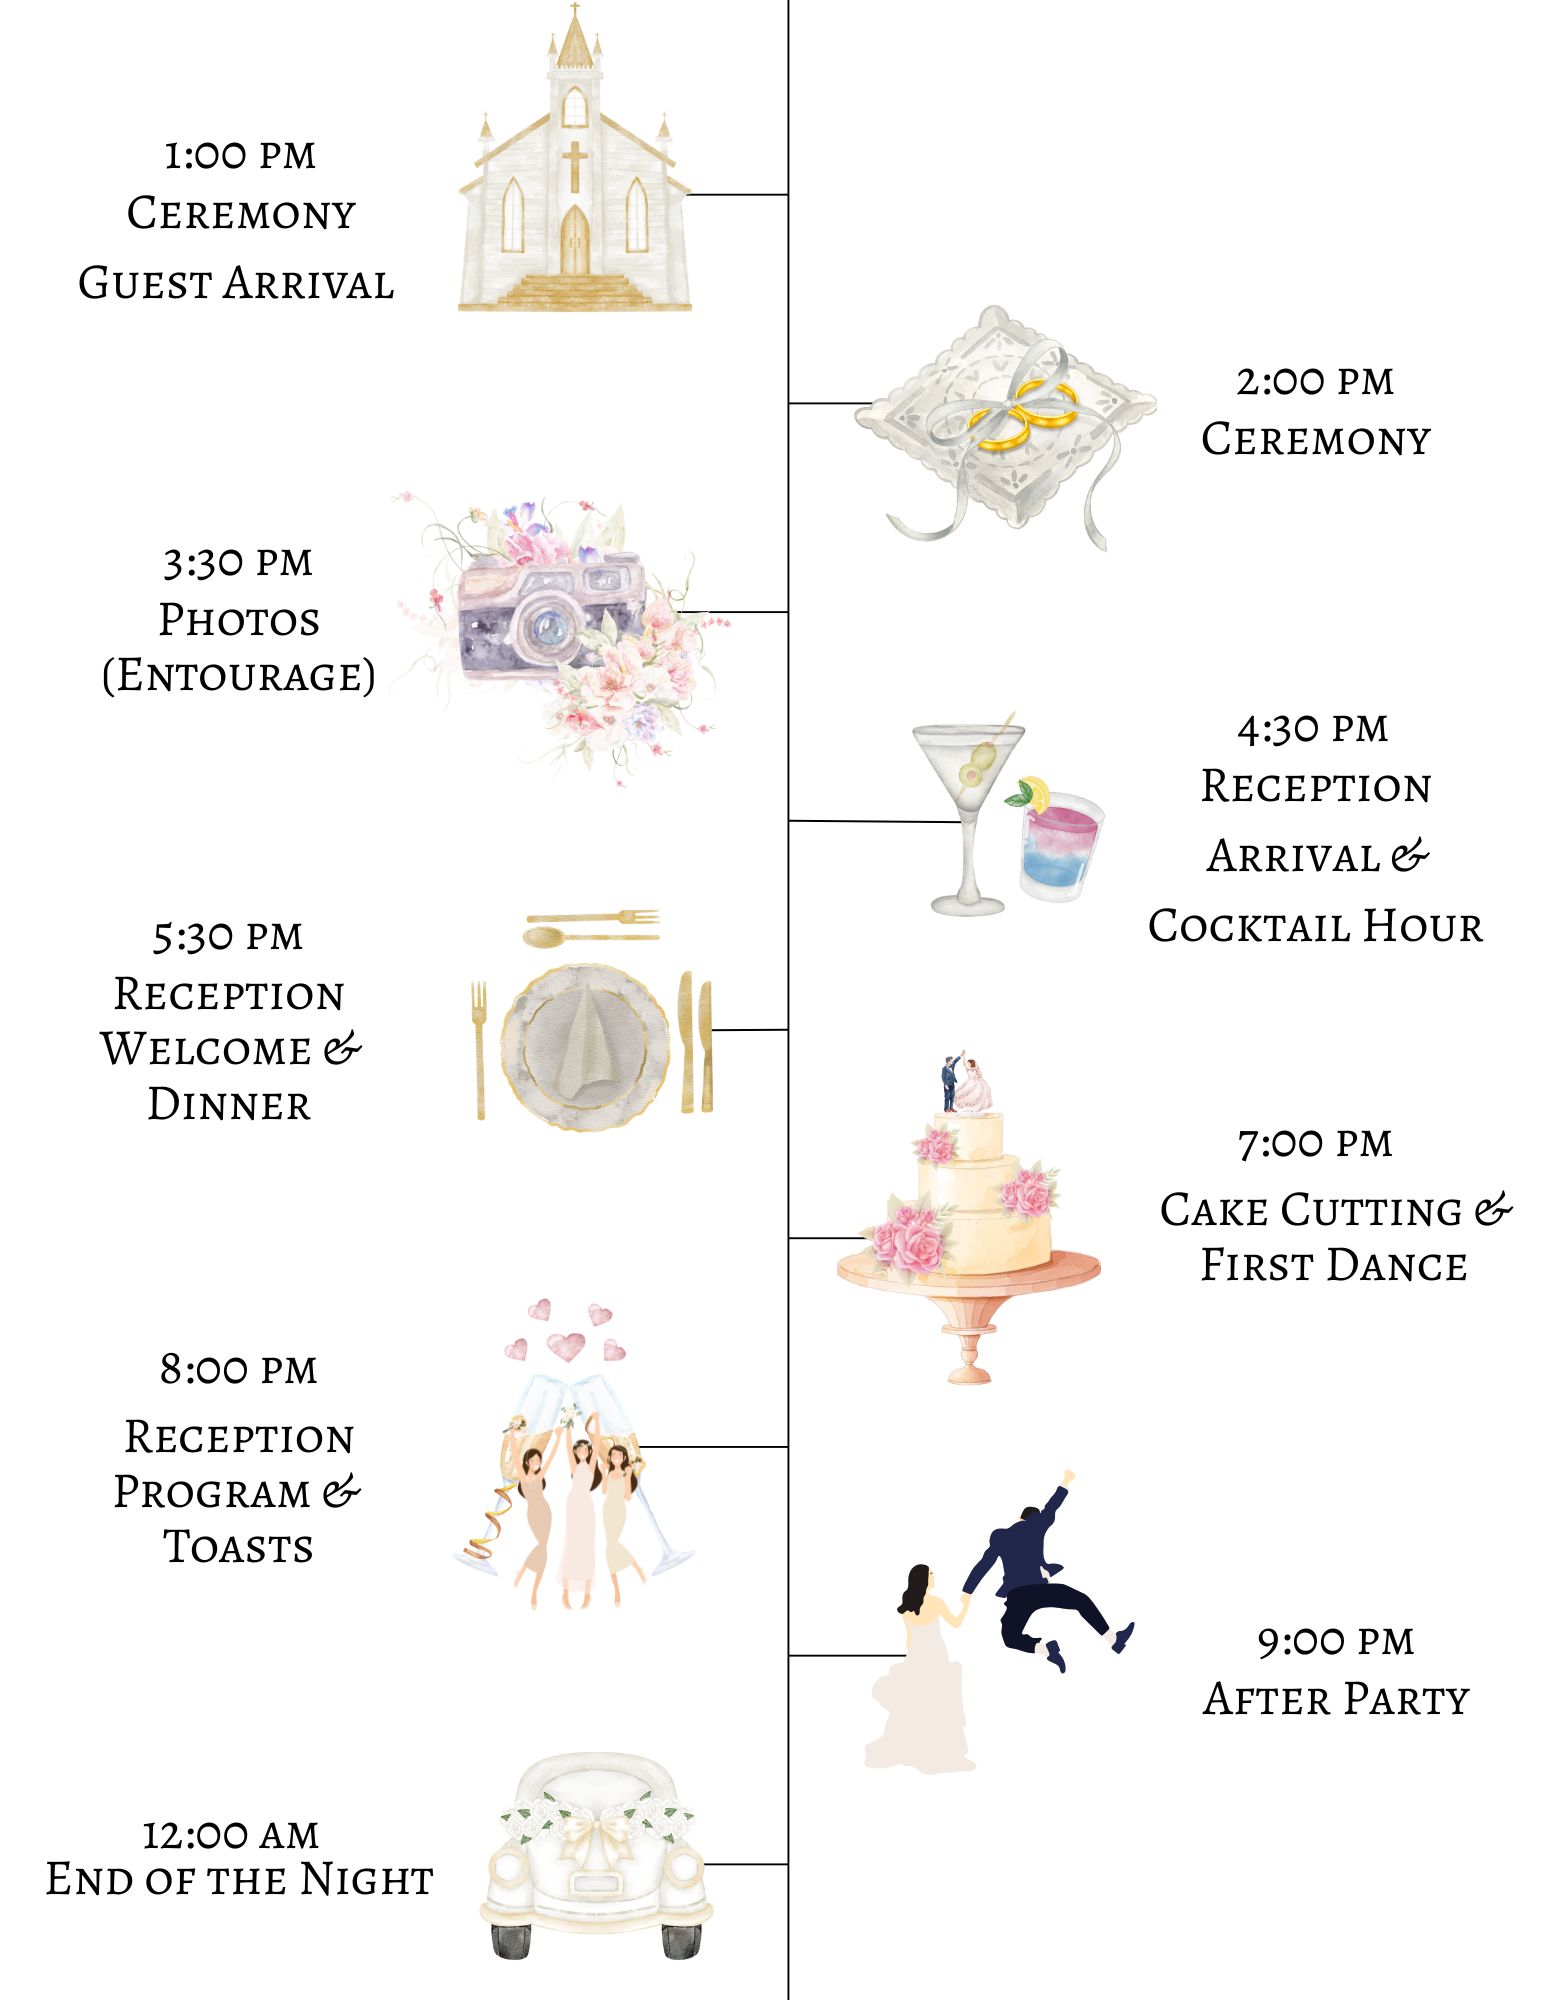 1:00 PM
Ceremony
Guest Arrival
2:00 PM
Ceremony
3:30 PM
Photos
(Entourage)
4:30 PM
Reception
Arrival &
Cocktail Hour
5:30 PM
Reception
Welcome &
Dinner
7:00 PM
Cake Cutting &
First Dance
8:00 PM
Reception
Program &
Toasts
9:00 PM
After Party
12:00 AM
End of the Night